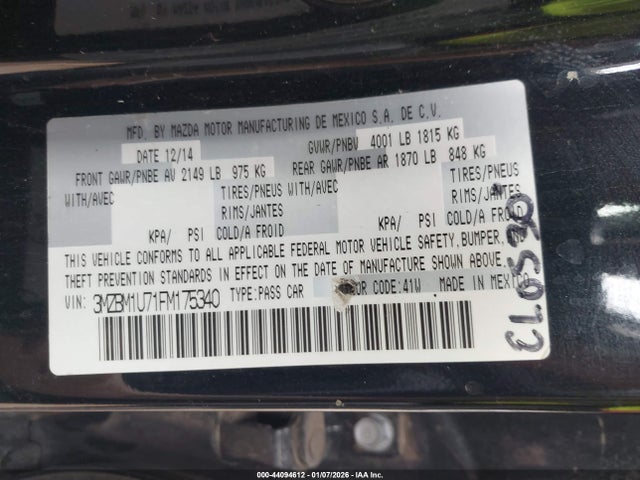 MFD. BY MAZDA MOTOR MANUFACTURING DE MEXICO S.A. DE C.V.
DATE 12/14 GVWR/PNBV 4001 LB 1815 KG
FRONT GAWR/PNBE AV 2149 LB 975 KG REAR GAWR/PNBE AR 1870 LB 848 KG
WITH/AVEC TIRES/PNEUS WITH/AVEC TIRES/PNEUS
RIMS/JANTES RIMS/JANTES
KPA/ PSI COLD/A FROID KPA/ PSI COLD/A FROID
THIS VEHICLE CONFORMS TO ALL APPLICABLE FEDERAL MOTOR VEHICLE SAFETY, BUMPER, AND
THEFT PREVENTION STANDARDS IN EFFECT ON THE DATE OF MANUFACTURE SHOWN ABOVE.
VIN: 3MZBM1U71FM175340 TYPE:PASS CAR OR CODE:41W MADE IN MEXICO
000-44094612 - 01/07/2026 - IAA Inc.